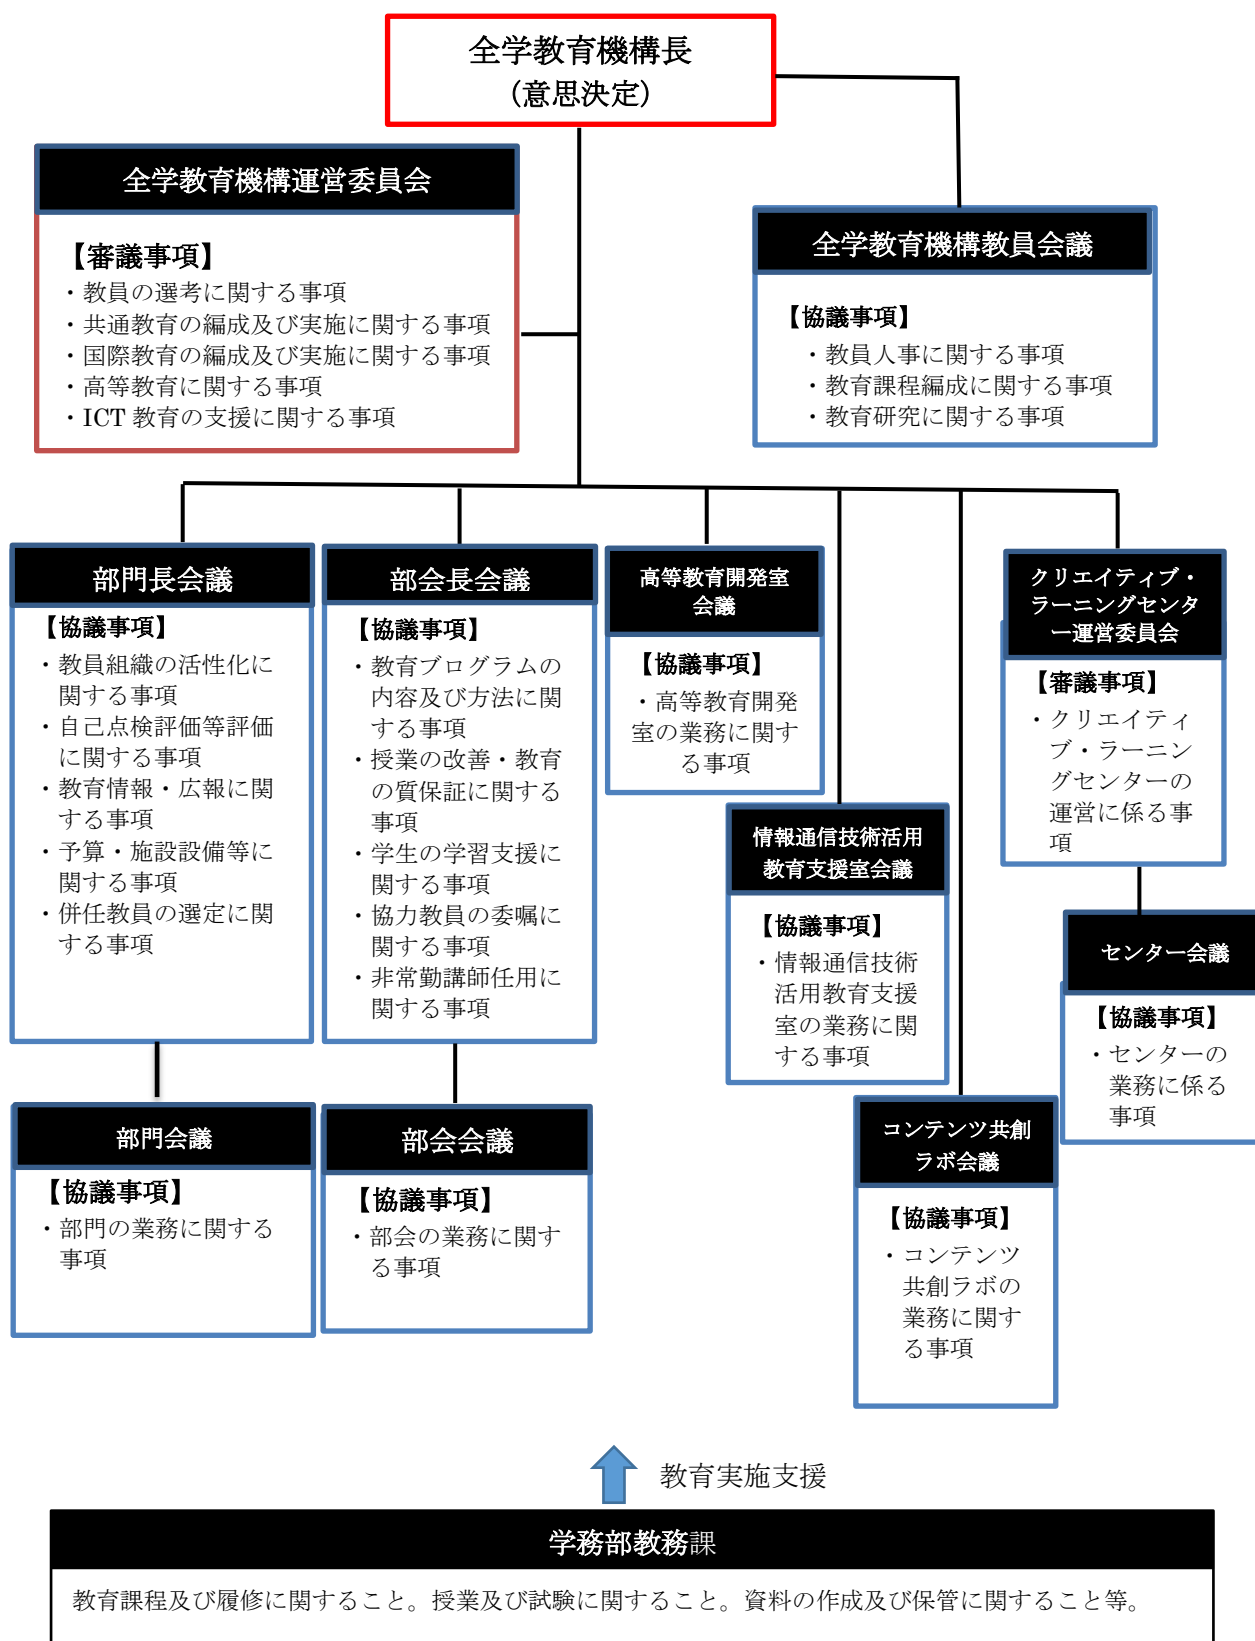 全学教育機構長
(意思決定)
全学教育機構運営委員会
【審議事項】
・教員の選考に関する事項
・共通教育の編成及び実施に関する事項
・国際教育の編成及び実施に関する事項
・高等教育に関する事項
・ICT 教育の支援に関する事項
全学教育機構教員会議
【協議事項】
・教員人事に関する事項
・教育課程編成に関する事項
・教育研究に関する事項
部門長会議
【協議事項】
・教員組織の活性化に
関する事項
・自己点検評価等評価
に関する事項
・教育情報・広報に関
する事項
・予算・施設設備等に
関する事項
・併任教員の選定に関
する事項
部会長会議
【協議事項】
・教育プログラムの
内容及び方法に関
する事項
・授業の改善・教育
の質保証に関する
事項
・学生の学習支援に
関する事項
・協力教員の委嘱に
関する事項
・非常勤講師任用に
関する事項
高等教育開発室
会議
【協議事項】
・高等教育開発
室の業務に関す
る事項
情報通信技術活用
教育支援室会議
【協議事項】
・情報通信技術
活用教育支援
室の業務に関
する事項
クリエイティブ・
ラーニングセンタ
ー運営委員会
【審議事項】
・クリエイティ
ブ・ラーニン
グセンターの
運営に係る事
項
センター会議
【協議事項】
・センターの
業務に係る
事項
部門会議
【協議事項】
・部門の業務に関する
事項
部会会議
【協議事項】
・部会の業務に関す
る事項
コンテンツ共創
ラボ会議
【協議事項】
・コンテンツ
共創ラボの
業務に関す
る事項
教育実施支援
学務部教務課
教育課程及び履修に関すること。授業及び試験に関すること。資料の作成及び保管に関すること等。